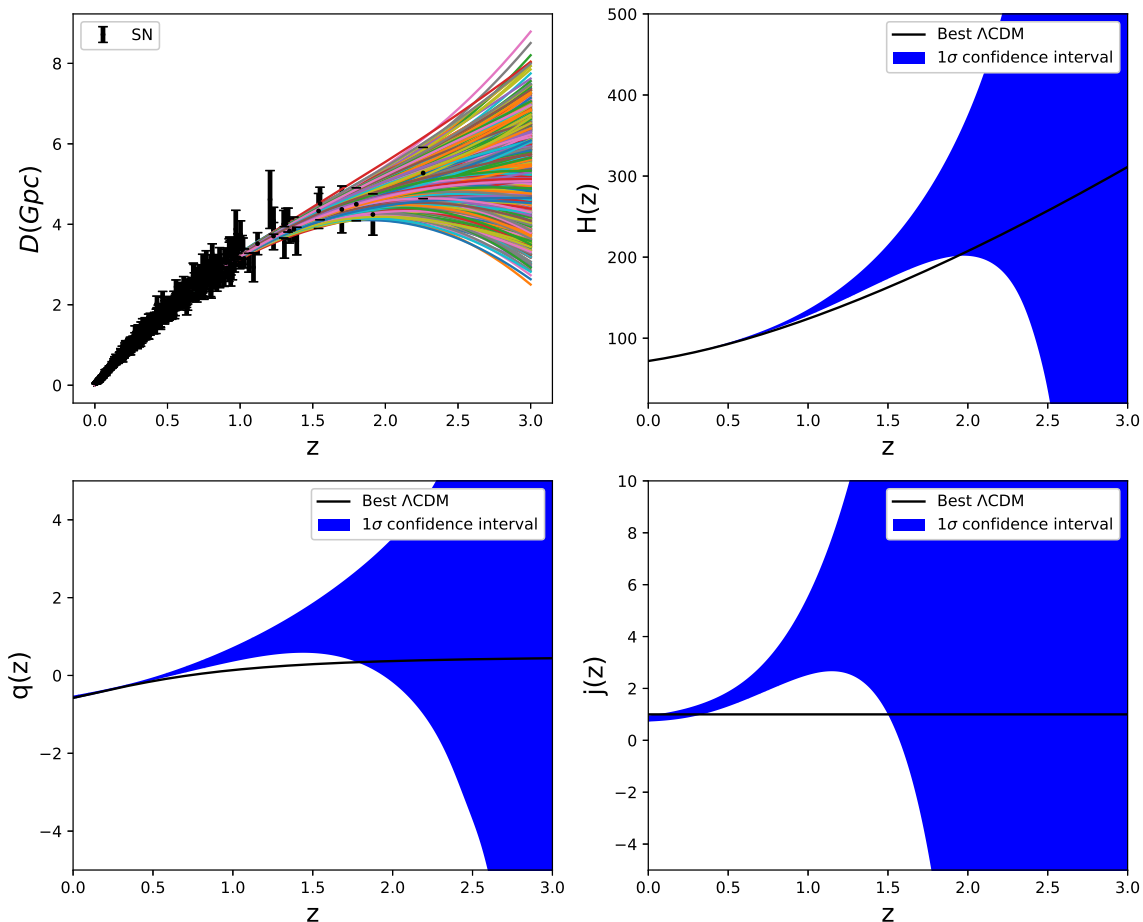 SN
D(Gpc)
8
6
4
2
0
0.0 0.5 1.0 1.5 2.0 2.5 3.0
z
Best ΛCDM
1σ confidence interval
H(z)
500
400
300
200
100
0.0 0.5 1.0 1.5 2.0 2.5 3.0
z
Best ΛCDM
1σ confidence interval
q(z)
4
2
0
−2
−4
0.0 0.5 1.0 1.5 2.0 2.5 3.0
z
Best ΛCDM
1σ confidence interval
j(z)
10
8
6
4
2
0
−2
−4
0.0 0.5 1.0 1.5 2.0 2.5 3.0
z